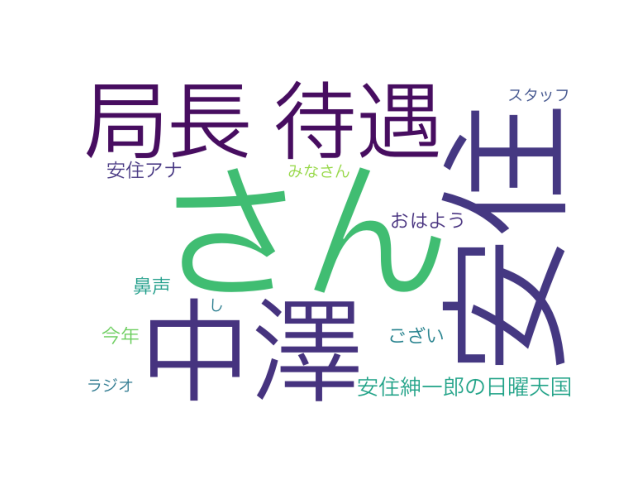 スタッフ
局長 待遇
安住
安住アナ
みなさん
さん
おはよう
鼻声
し
中澤
今年
ござい
ラジオ
安住紳一郎の日曜天国